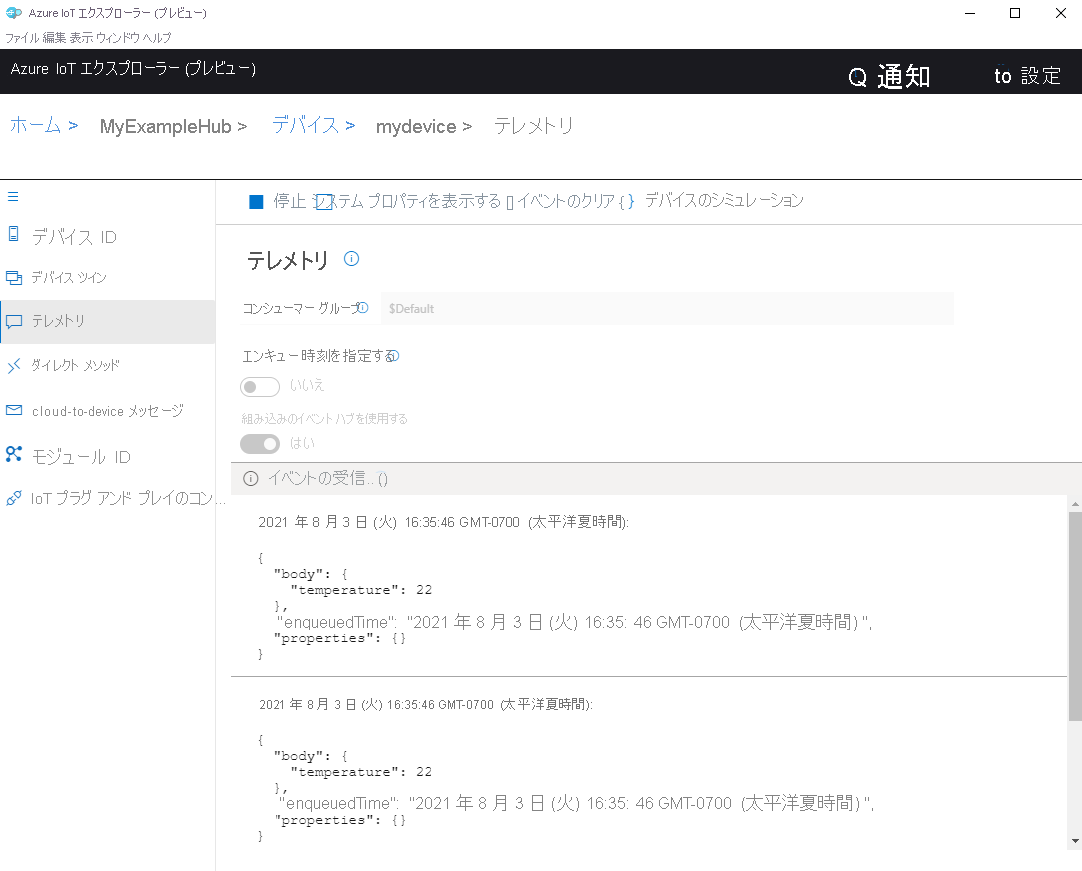 Azure IoT エクスプローラー (プレビュー)
ファイル 編集 表示 ウィンドウ ヘルプ
Azure IoT エクスプローラー (プレビュー)
通知
to 設定
ホーム > MyExampleHub > デバイス > mydevice > テレメトリ
停止 システム プロパティを表示する [] イベントのクリア {} デバイスのシミュレーション
デバイス ID
デバイス ツイン
テレメトリ
ダイレクト メソッド
cloud-to-device メッセージ
モジュール ID
IoT プラグ アンド プレイのコン...
テレメトリ
コンシューマー グループ
$Default
エンキュー時刻を指定する
いいえ
組み込みのイベント ハブを使用する
はい
イベントの受信.. ()
2021 年 8 月 3 日 (火) 16:35:46 GMT-0700 (太平洋夏時間):
{
"body": {
"temperature": 22
},
"enqueuedTime": "2021 年 8 月 3 日 (火) 16:35: 46 GMT-0700 (太平洋夏時間) ",
"properties": {}
}
2021 年 8 月 3 日 (火) 16:35:46 GMT-0700 (太平洋夏時間):
{
"body": {
"temperature": 22
},
"enqueuedTime": "2021 年 8 月 3 日 (火) 16:35: 46 GMT-0700 (太平洋夏時間) ",
"properties": {}
}